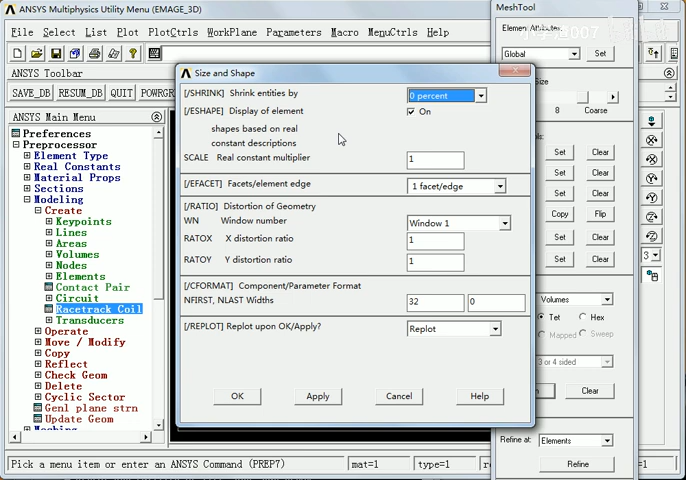 ANSYS Multiphysics Utility Menu (EMAGE_3D)
File Select List Plot PlotCtrls WorkPlane Parameters Macro MenuCtrls Help
ANSYS Toolbar
SAVE_DB RESUM_DB QUIT POWRGR
ANSYS Main Menu
Preferences
Preprocessor
Element Type
Real Constants
Material Props
Sections
Modeling
Create
Keypoints
Lines
Areas
Volumes
Nodes
Elements
Contact Pair
Circuit
Racetrack Coil
Transducers
Operate
Move / Modify
Copy
Reflect
Check Geom
Delete
Cyclic Sector
Genl plane strn
Update Geom
Meshing
Size and Shape
[/SHRINK] Shrink entities by
0 percent
[/ESHAPE] Display of element
On
shapes based on real
constant descriptions
SCALE Real constant multiplier
1
[/EFACET] Facets/element edge
1 facet/edge
[/RATIO] Distortion of Geometry
WN Window number
Window 1
RATOX X distortion ratio
1
RATOY Y distortion ratio
1
[/CFORMAT] Component/Parameter Format
NFIRST, NLAST Widths
32 0
[/REPLOT] Replot upon OK/Apply?
Replot
OK Apply Cancel Help
MeshTool
Element Attributes:
Global Set
Size
8 Coarse
Set Clear
Set Clear
Set Clear
Copy Flip
Set Clear
Set Clear
Volumes
Tet Hex
Mapped Sweep
3 or 4 sided
Clear
Refine at: Elements
Refine
3
Pick a menu item or enter an ANSYS Command (PREP7)
mat=1 type=1